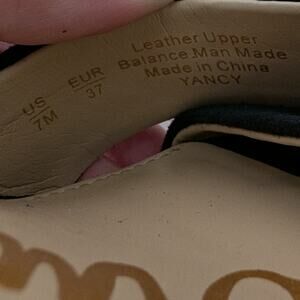 Leather Upper
Balance Man Made
Made in China
YANCY
US
7M
EUR
37